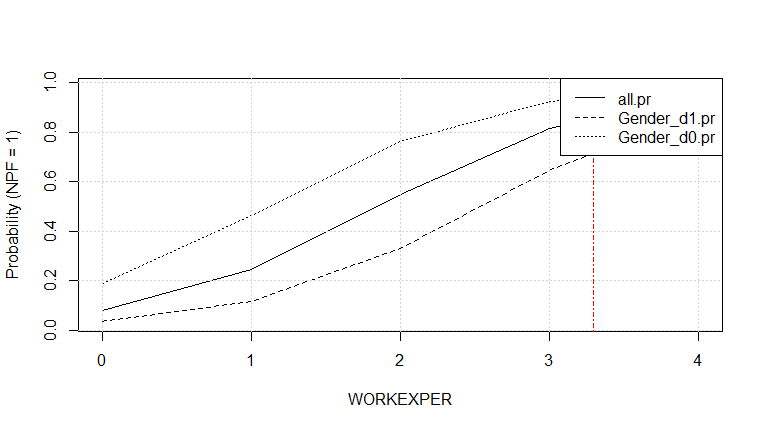 all.pr
Gender_d1.pr
Gender_d0.pr
Probability (NPF = 1)
1.0
0.8
0.6
0.4
0.2
0.0
0 1 2 3 4
WORKEXPER